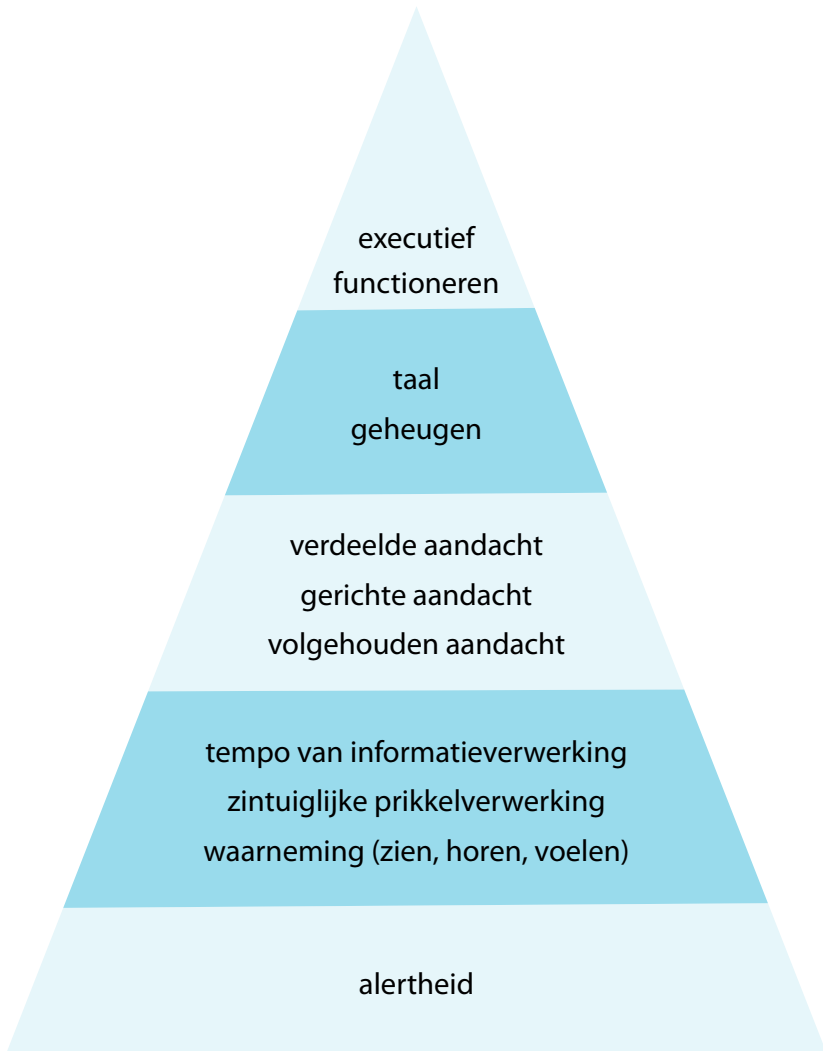 executief
functioneren
taal
geheugen
verdeelde aandacht
gerichte aandacht
volgehouden aandacht
tempo van informatieverwerking
zintuiglijke prikkelverwerking
waarneming (zien, horen, voelen)
alertheid